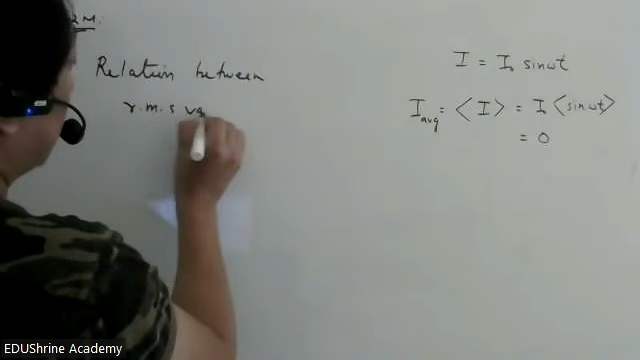 Relation between
r.m.s va
I = I₀ sinωt
I_avg = <I> = I₀ <sinωt>
= 0
EDUShrine Academy